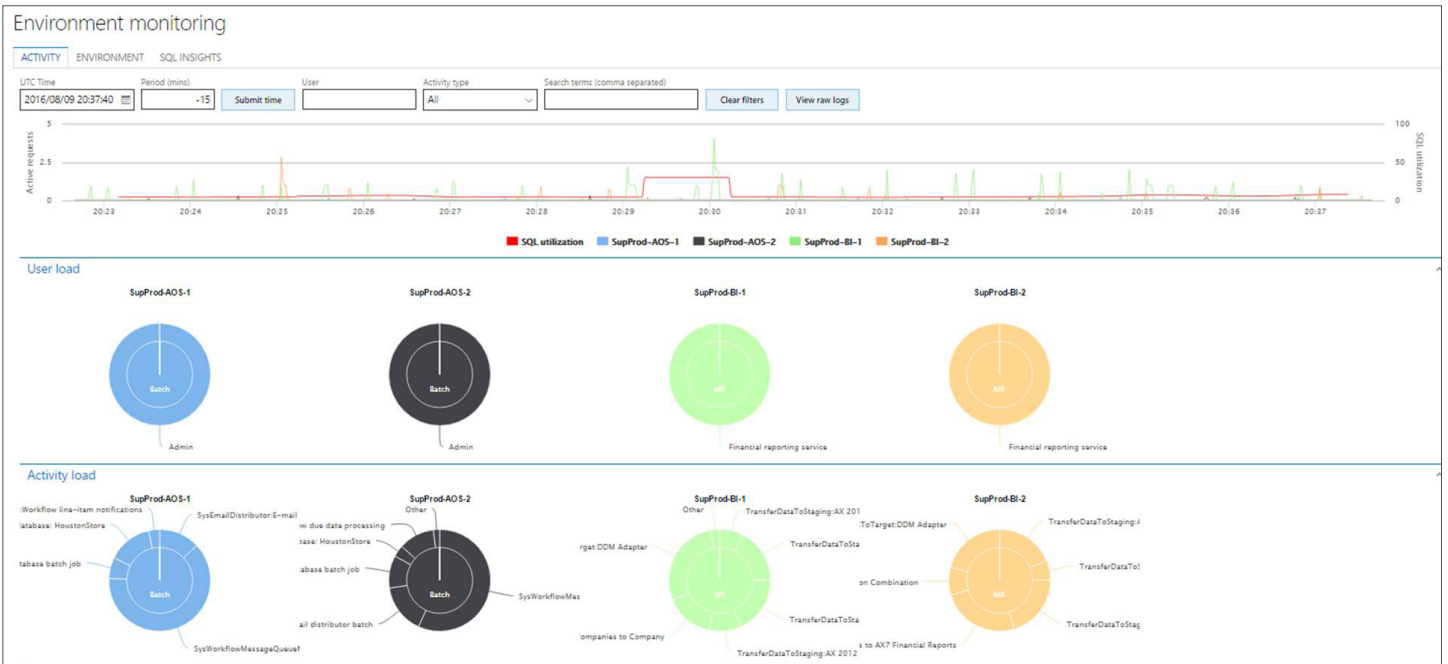 Environment monitoring
ACTIVITY ENVIRONMENT SQL INSIGHTS
UTC Time Period (mins) User Activity type Search terms (comma separated)
2016/08/09 20:37:40 -15 Submit time All Clear filters View raw logs
5 100
Active requests
SQL utilization
2.5 50
0 0
20:23 20:24 20:25 20:26 20:27 20:28 20:29 20:30 20:31 20:32 20:33 20:34 20:35 20:36 20:37
SQL utilization SupProd-AOS-1 SupProd-AOS-2 SupProd-BI-1 SupProd-BI-2
User load
SupProd-AOS-1 SupProd-AOS-2 SupProd-BI-1 SupProd-BI-2
Batch Batch MR MR
Admin Admin Financial reporting service Financial reporting service
Activity load
SupProd-AOS-1 SupProd-AOS-2 SupProd-BI-1 SupProd-BI-2
:Workflow line-item notifications
SysEmailDistributor:E-mail
latabase: HoustonStore
tabase batch job
Batch
SysWorkflowMessageQueue
Other
w due date processing
base: HoustonStore
tabase batch job
SysWorkflowMes
Batch
ail distributor batch
Other
TransferDataToStaging:AX 201
rget:DDM Adapter
TransferDataToSta
MR
TransferDataToSta
ompanies to Company
TransferDataToStaging:AX 2012
.ToTarget:DDM Adapter
TransferDataToStaging:
TransferDataToS
on Combination
MR
TransferDataToStag
s to AX7 Financial Reports